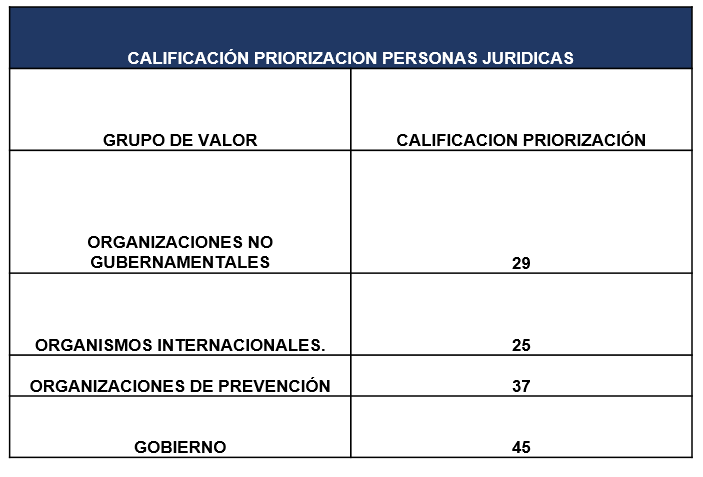 CALIFICACIÓN PRIORIZACION PERSONAS JURIDICAS
GRUPO DE VALOR
CALIFICACION PRIORIZACIÓN
ORGANIZACIONES NO
GUBERNAMENTALES
29
ORGANISMOS INTERNACIONALES.
25
ORGANIZACIONES DE PREVENCIÓN
37
GOBIERNO
45